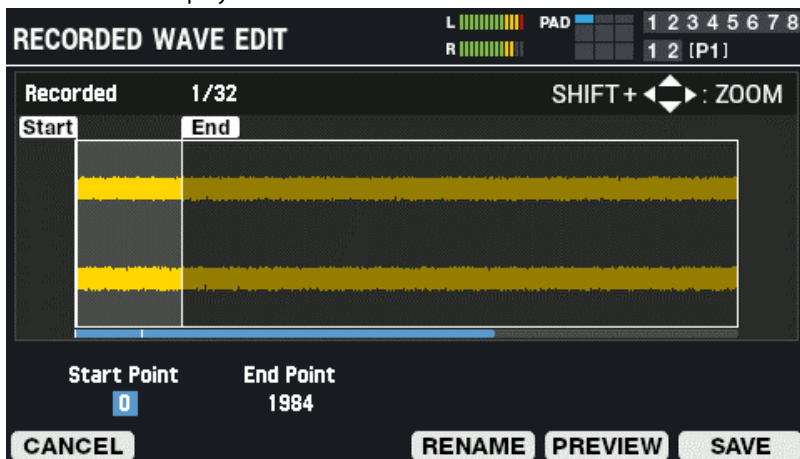 RECORDED WAVE EDIT
L
R
PAD
1 2 3 4 5 6 7 8
1 2 [P1]
Recorded 1/32 SHIFT+ : ZOOM
Start End
Start Point End Point
0 1984
CANCEL RENAME PREVIEW SAVE